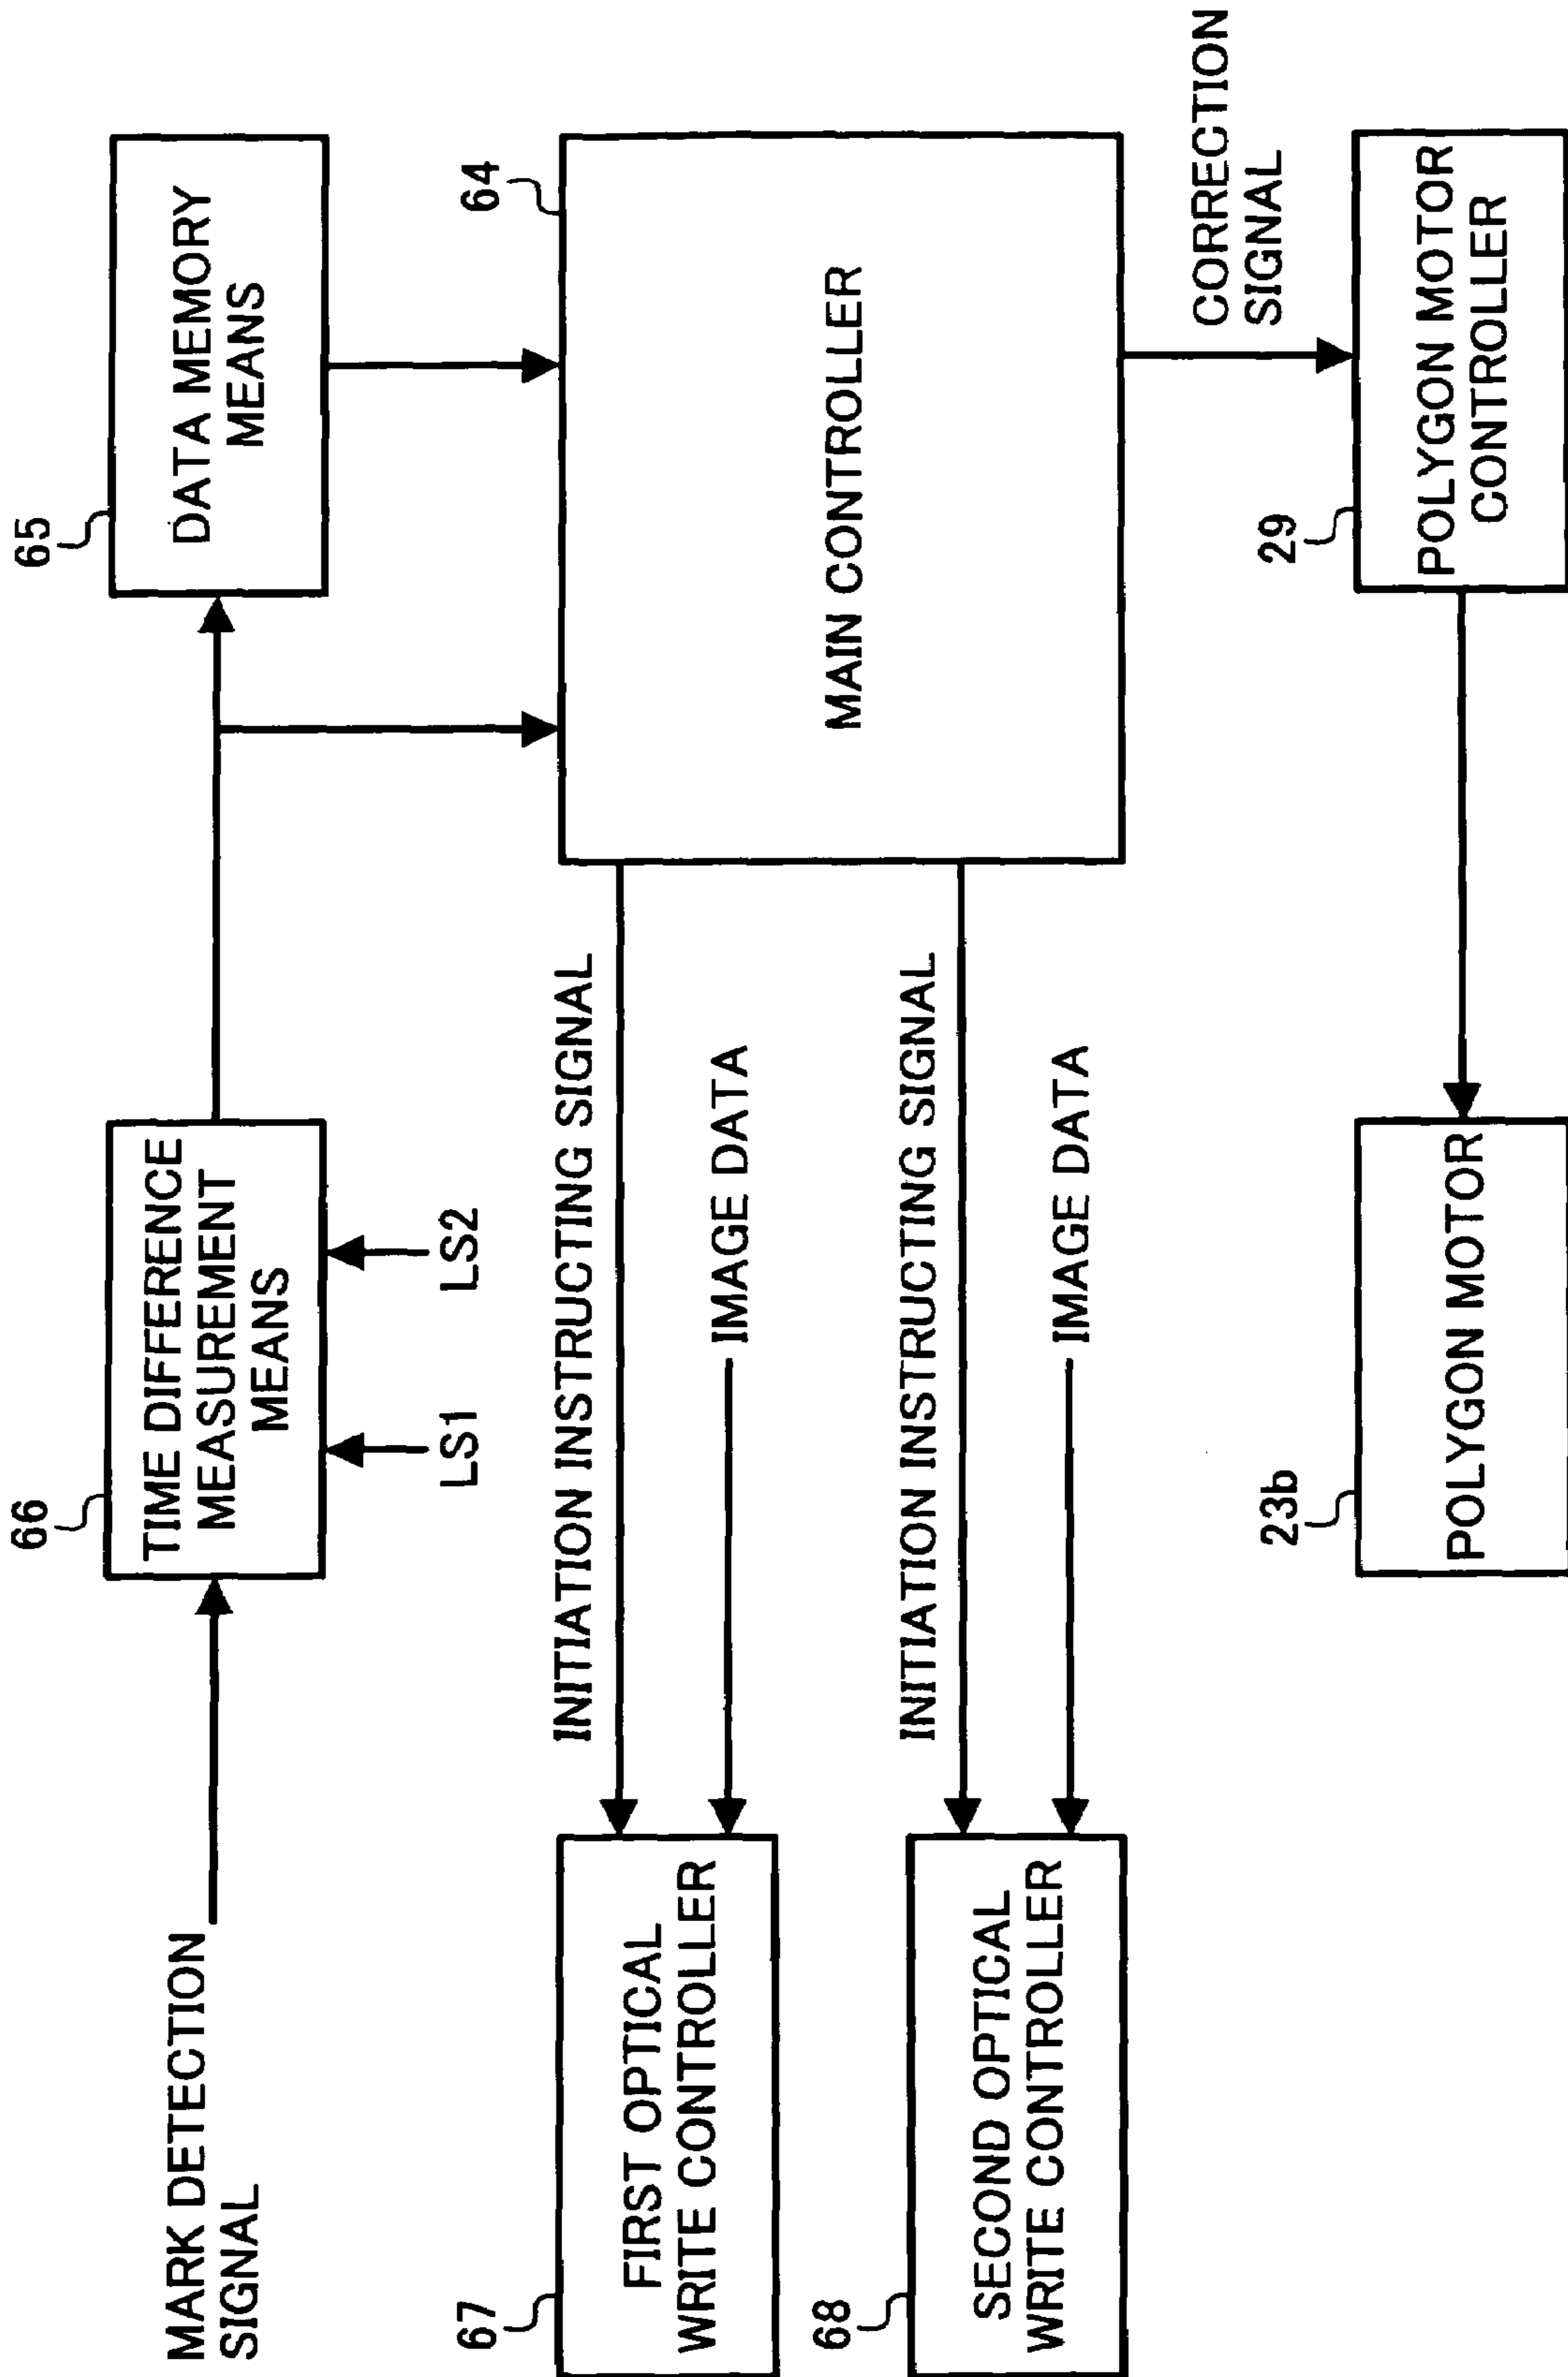 MARK DETECTION
SIGNAL
66
TIME DIFFERENCE
MEASUREMENT
MEANS
LS1
LS2
65
DATA MEMORY
MEANS
64
MAIN CONTROLLER
INITIATION INSTRUCTING SIGNAL
IMAGE DATA
67
FIRST OPTICAL
WRITE CONTROLLER
INITIATION INSTRUCTING SIGNAL
IMAGE DATA
68
SECOND OPTICAL
WRITE CONTROLLER
CORRECTION
SIGNAL
23b
POLYGON MOTOR
29
POLYGON MOTOR
CONTROLLER